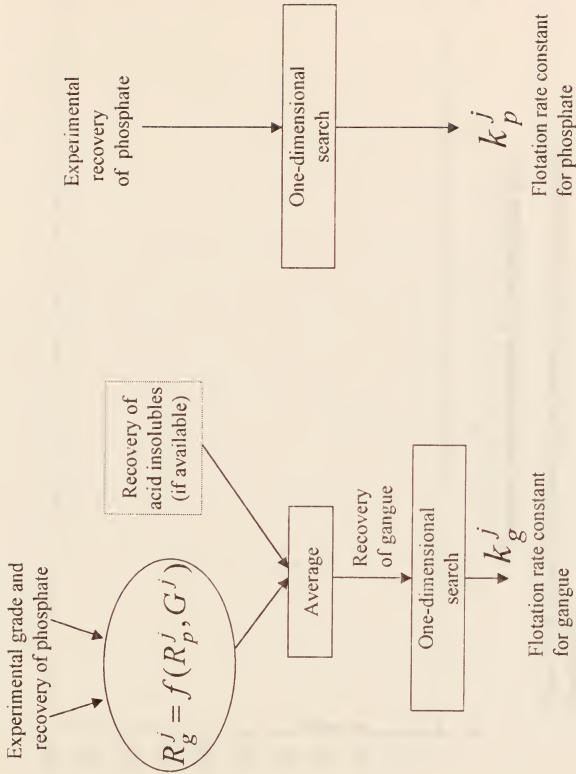 Experimental grade and
recovery of phosphate
R_g^j = f(R_p^j, G^j)
Recovery of
acid insolubles
(if available)
Average
Recovery
of gangue
One-dimensional
search
k_g^j
Flotation rate constant
for gangue
Experimental
recovery
of phosphate
One-dimensional
search
k_p^j
Flotation rate constant
for phosphate